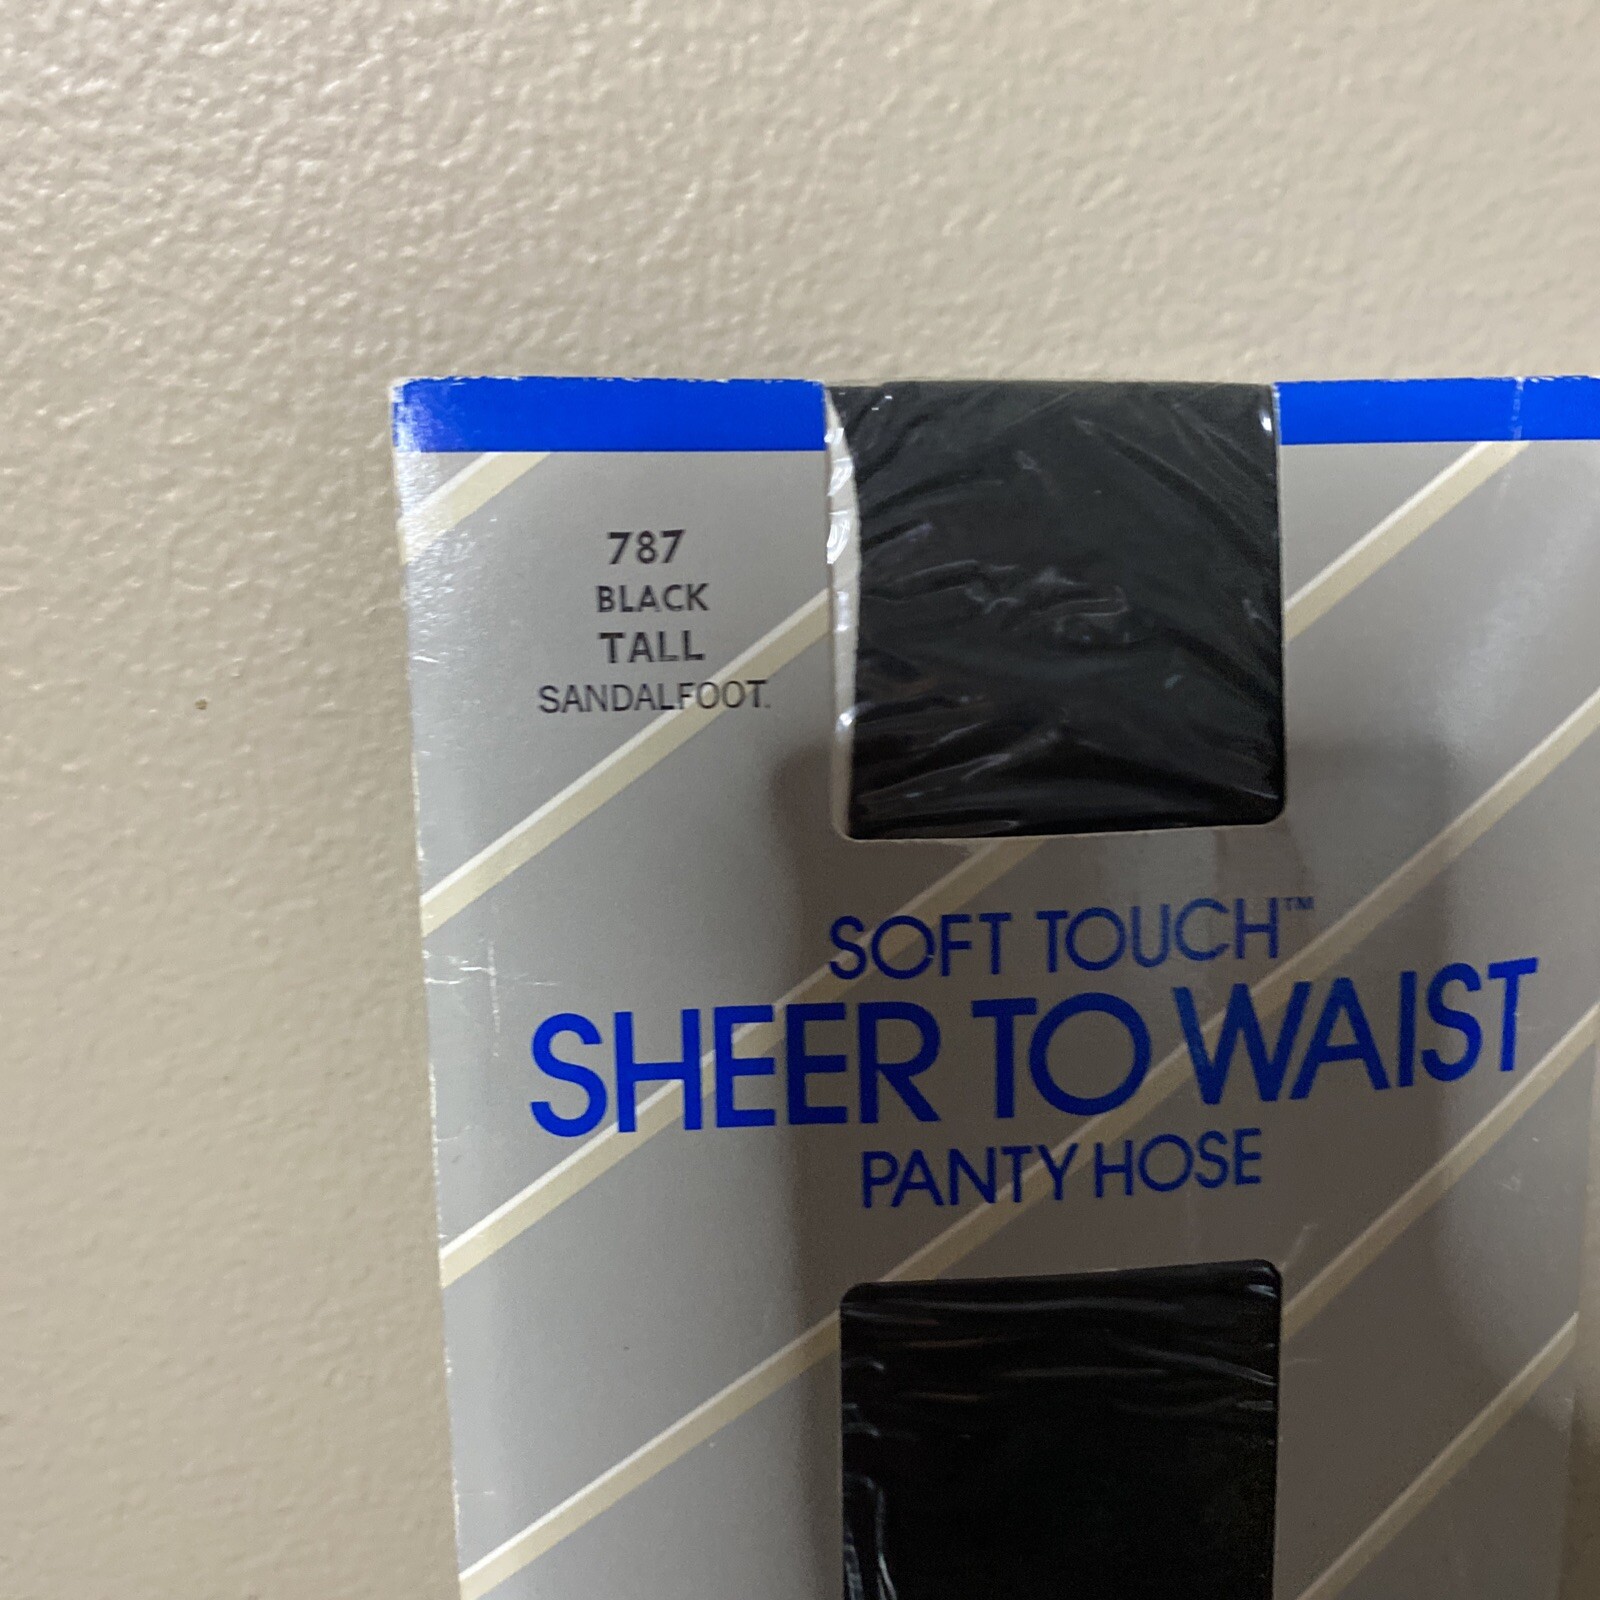 787
BLACK
TALL
SANDALFOOT.
SOFT TOUCH™
SHEER TO WAIST
PANTY HOSE